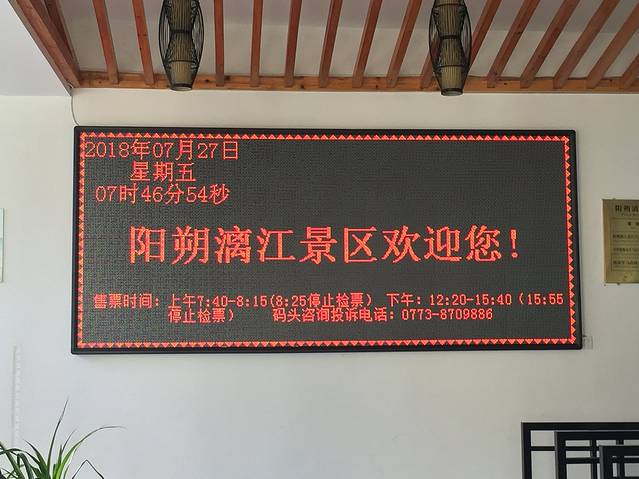 2018年07月27日
星期五
07时46分54秒
阳朔漓江景区欢迎您！
售票时间：上午7:40-8:15(8:25停止检票） 下午：12:20-15:40（15:55
停止检票） 码头咨询投诉电话：0773-8709886
阳朔漓